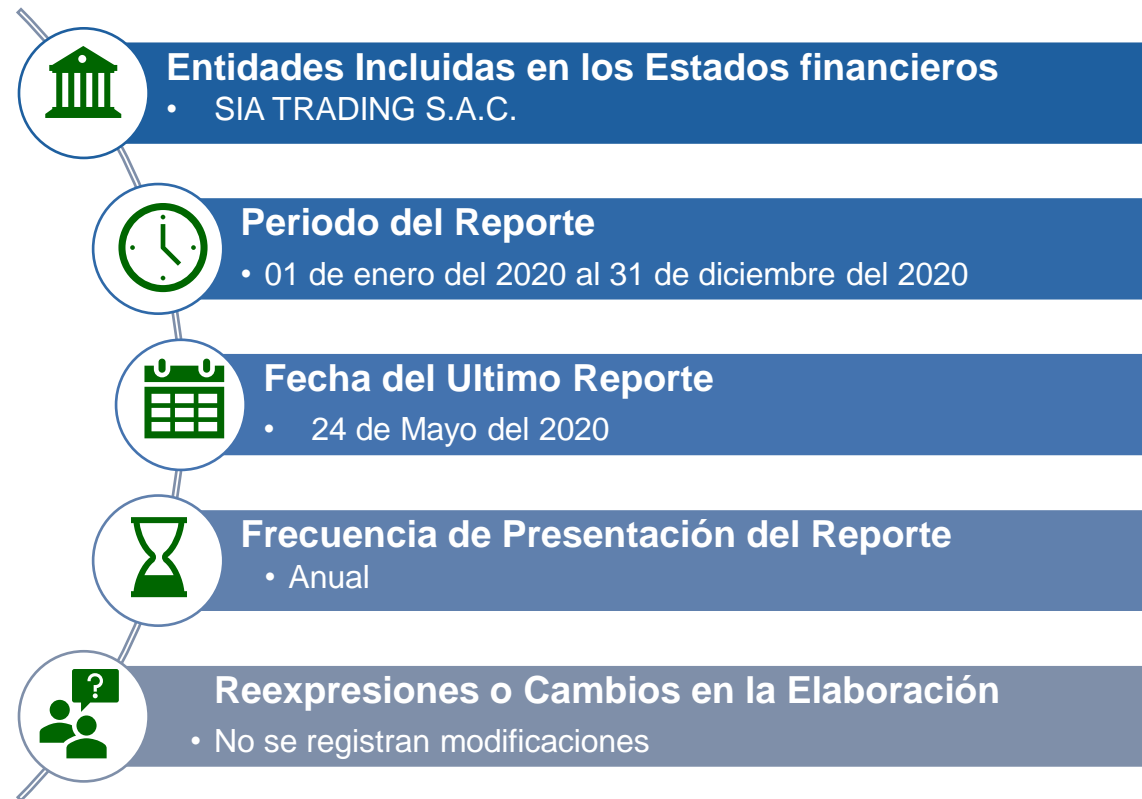 Entidades Incluidas en los Estados financieros
• SIA TRADING S.A.C.
Periodo del Reporte
• 01 de enero del 2020 al 31 de diciembre del 2020
Fecha del Ultimo Reporte
• 24 de Mayo del 2020
Frecuencia de Presentación del Reporte
• Anual
?
Reexpresiones o Cambios en la Elaboración
• No se registran modificaciones